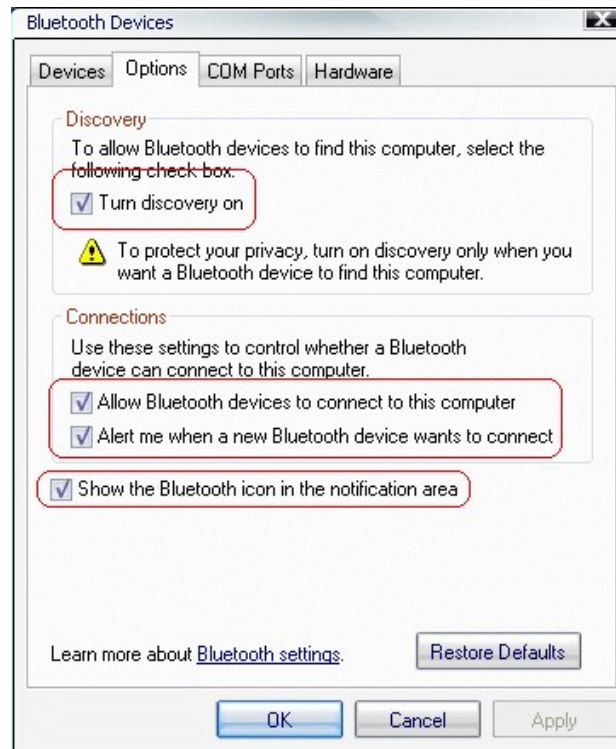 Bluetooth Devices
Devices Options COM Ports Hardware
Discovery
To allow Bluetooth devices to find this computer, select the
following check box.
Turn discovery on
To protect your privacy, turn on discovery only when you
want a Bluetooth device to find this computer.
Connections
Use these settings to control whether a Bluetooth
device can connect to this computer.
Allow Bluetooth devices to connect to this computer
Alert me when a new Bluetooth device wants to connect
Show the Bluetooth icon in the notification area
Learn more about Bluetooth settings.
Restore Defaults
OK Cancel Apply